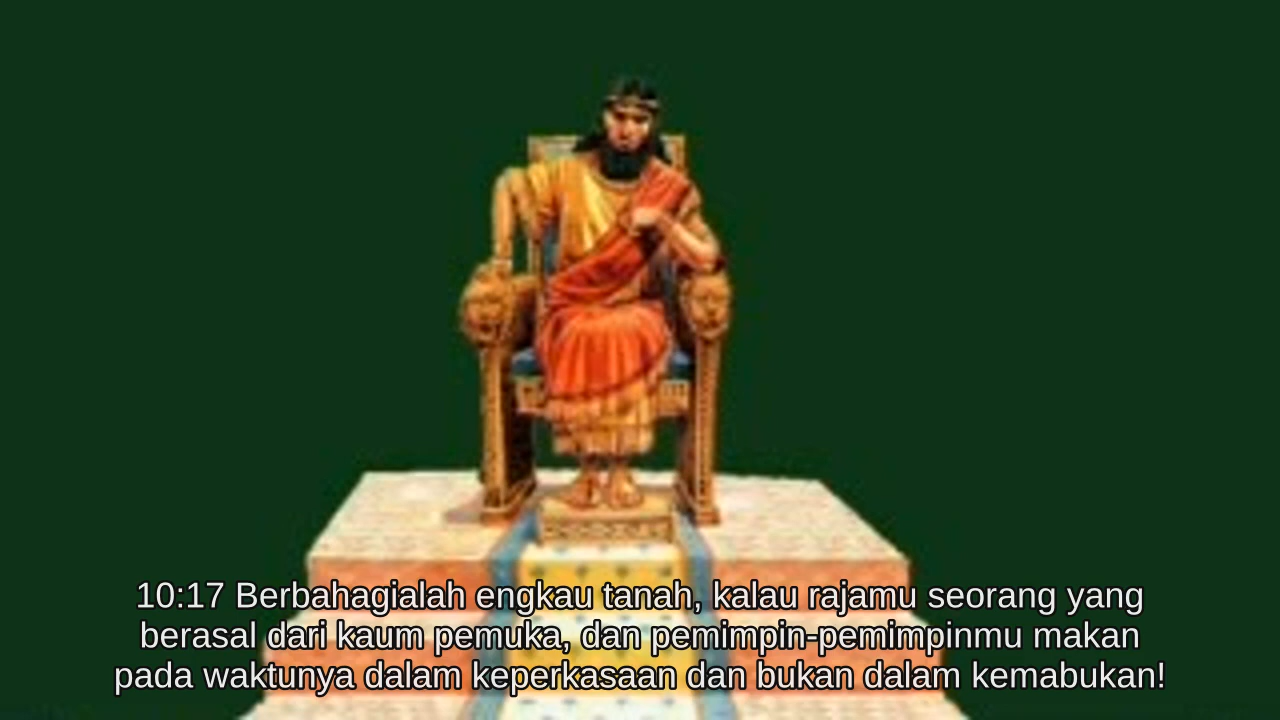 10:17 Berbahagialah engkau tanah, kalau rajamu seorang yang
berasal dari kaum pemuka, dan pemimpin-pemimpinmu makan
pada waktunya dalam keperkasaan dan bukan dalam kemabukan!